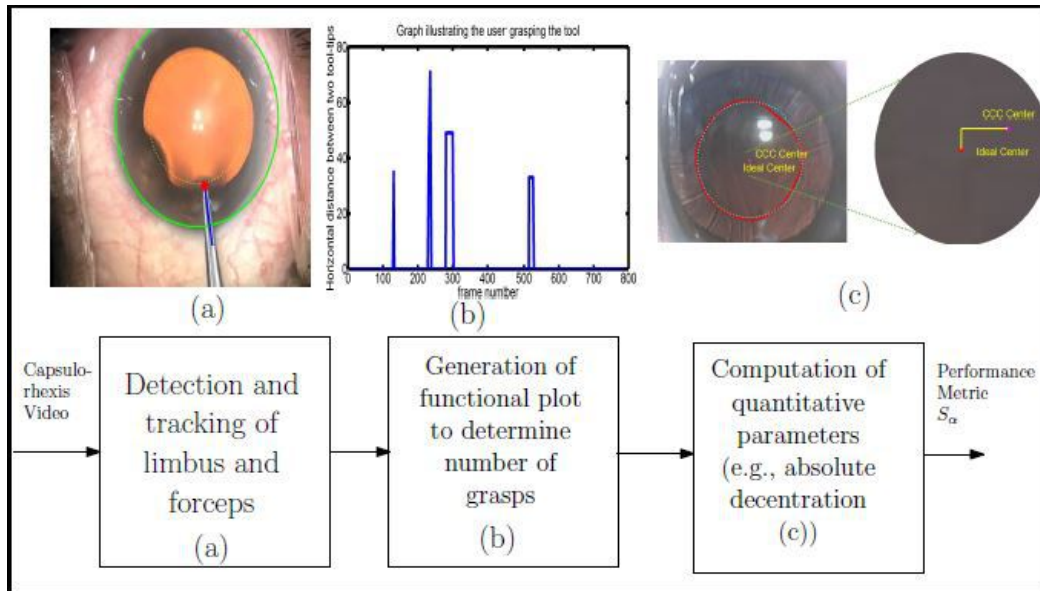 Graph illustrating the user grasping the tool
Horizontal distance between two tool-tips
80
60
40
20
0
0 100 200 300 400 500 600 700 800
frame number
CCC Center
Ideal Center
CCC Center
Ideal Center
(a)
(b)
(c)
Capsulo-
rhexis
Video
Detection and
tracking of
limbus and
forceps
(a)
Generation of
functional plot
to determine
number of
grasps
(b)
Computation of
quantitative
parameters
(e.g., absolute
decentration
(c))
Performance
Metric
Sα